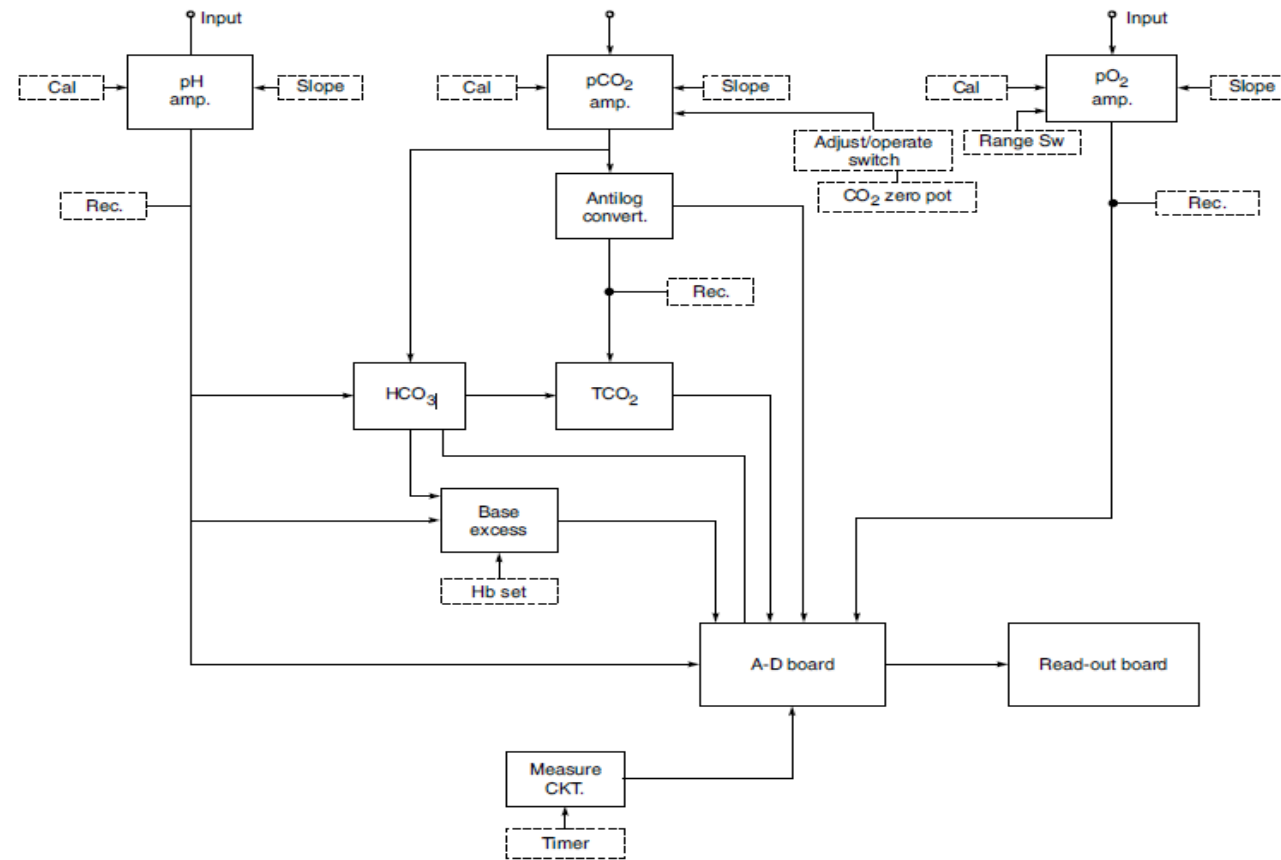 Input
Input
pH
amp.
Cal
Slope
pCO₂
amp.
Cal
Slope
pO₂
amp.
Cal
Slope
Range Sw
Adjust/operate
switch
CO₂ zero pot
Rec.
Antilog
convert.
Rec.
Rec.
HCO₃
TCO₂
Base
excess
Hb set
A-D board
Read-out board
Measure
CKT.
Timer